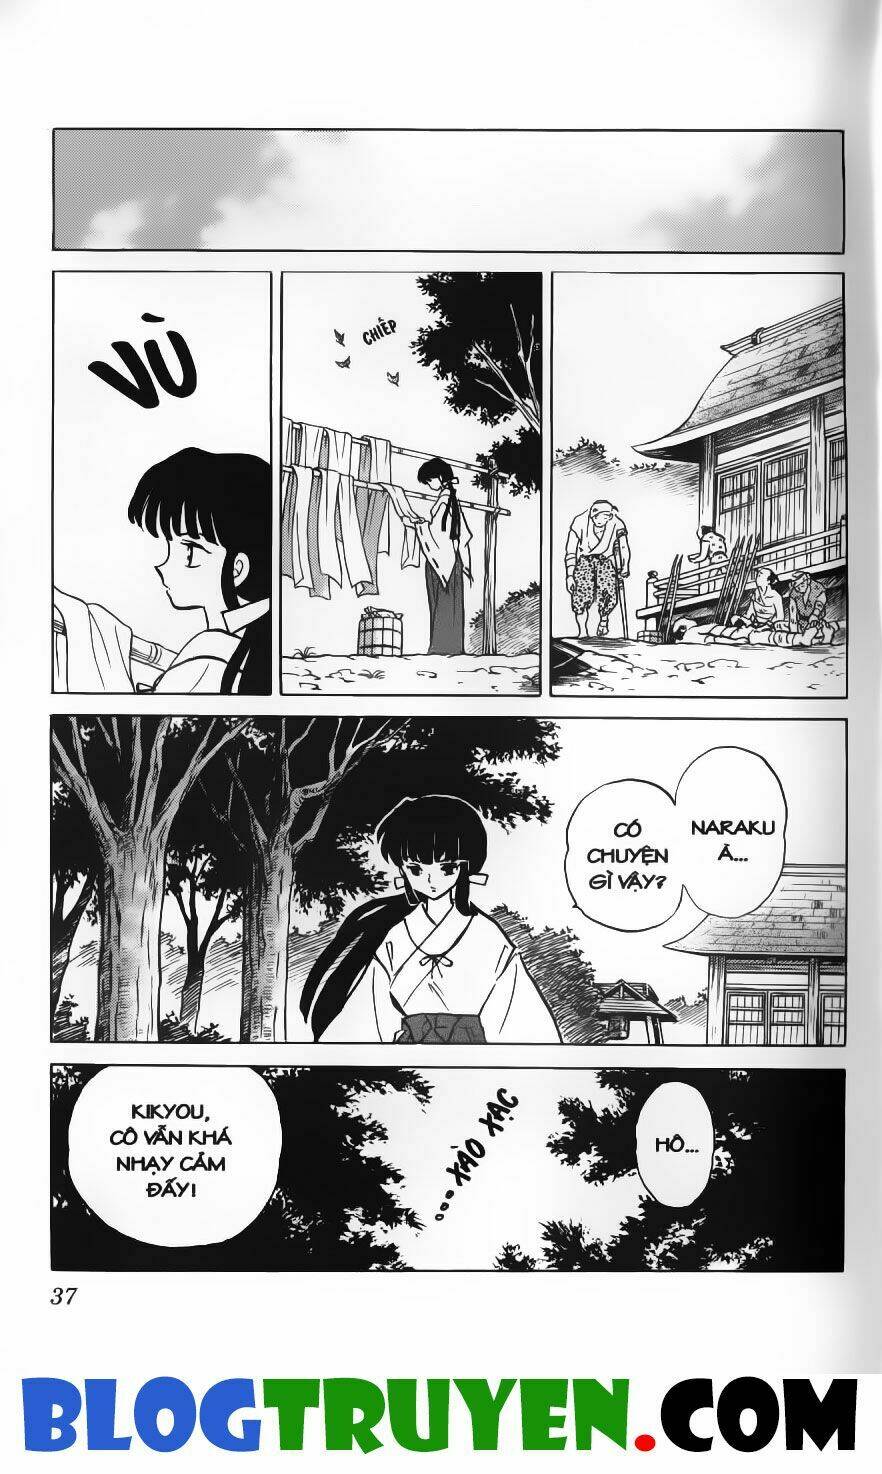 CHIẾP
VÙ
NARAKU
À...
CÓ
CHUYỆN
GÌ VẬY?
HÔ...
...XÀO XẠC
KIKYOU,
CÔ VẪN KHÁ
NHẠY CẢM
ĐẤY!
37
BLOGTRUYEN.COM